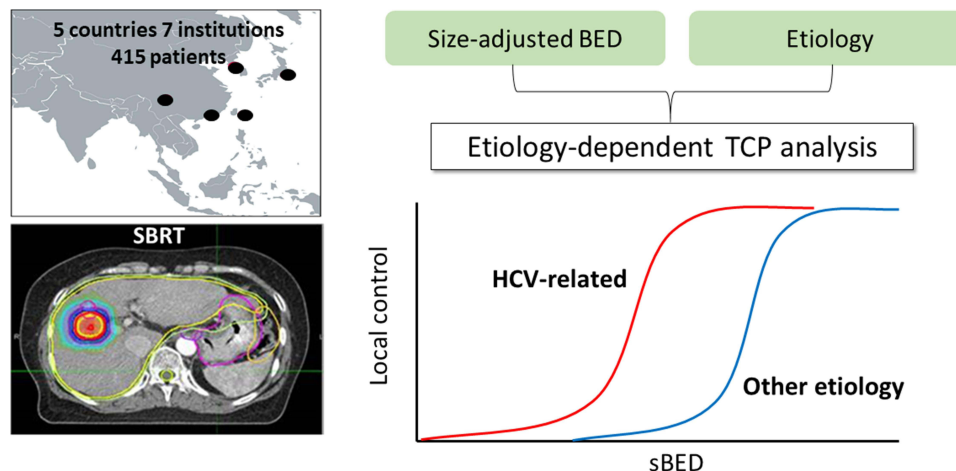 5 countries 7 institutions
415 patients
SBRT
Size-adjusted BED
Etiology
Etiology-dependent TCP analysis
Local control
HCV-related
Other etiology
sBED